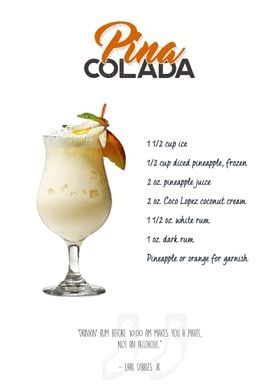 Pina
COLADA
1 1/2 cup ice
1/2 cup diced pineapple, frozen
2 oz. pineapple juice
2 oz. Coco Lopez coconut cream
1 1/2 oz. white rum
1 oz. dark rum
Pineapple or orange for garnish
"DRINKIN' RUM BEFORE 10:00 AM MAKES YOU A PIRATE,
NOT AN ALCOHOLIC."
- EARL DIBBLES JR.